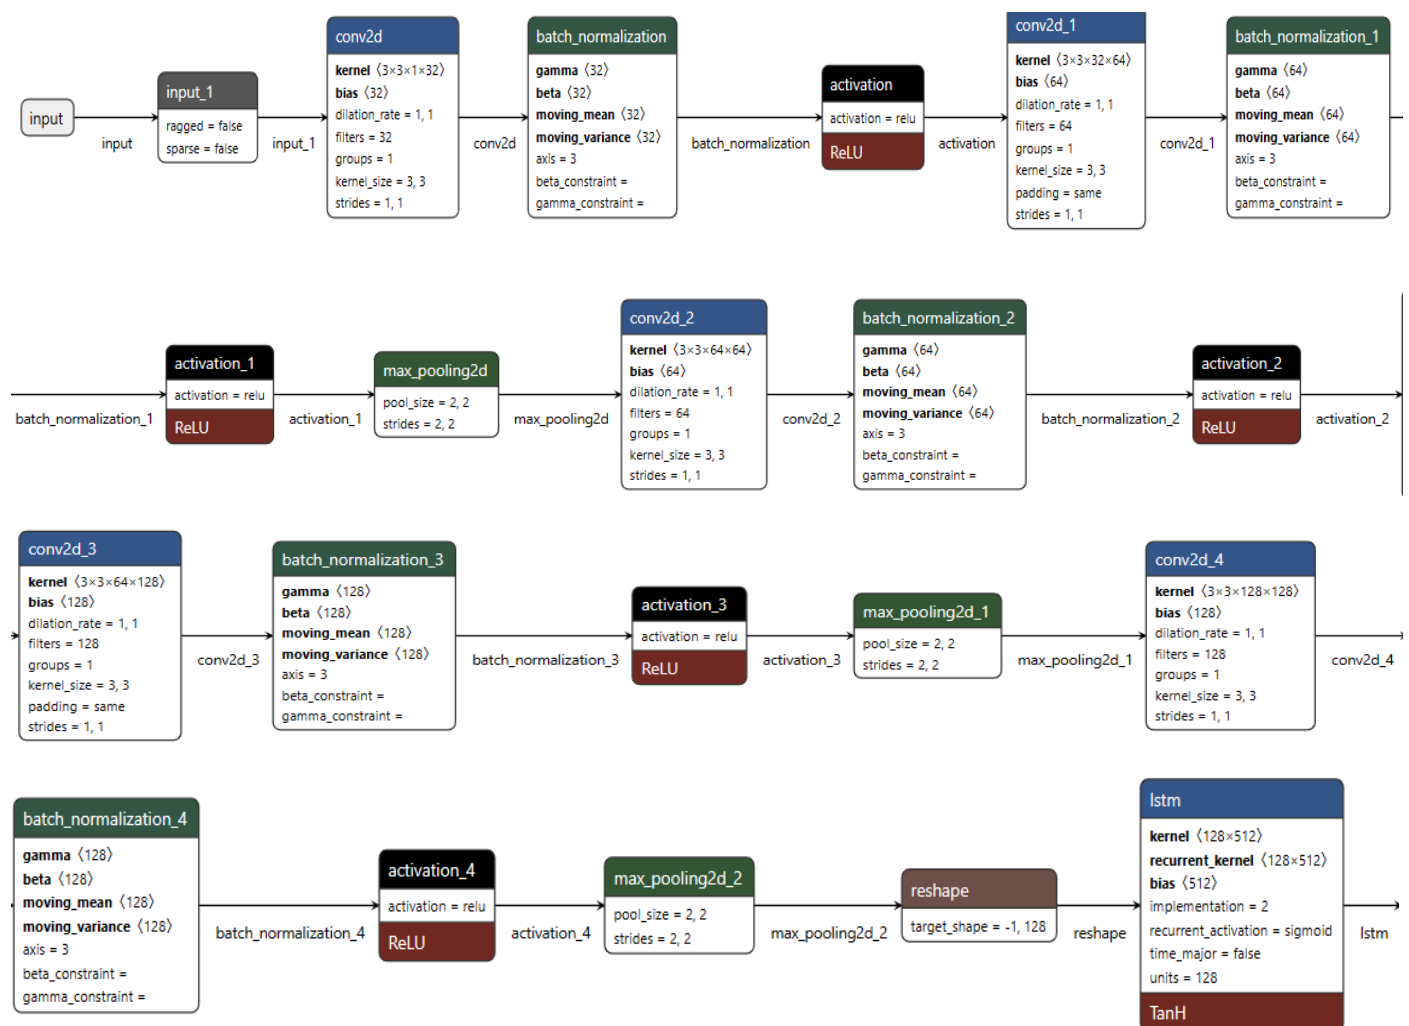 input
input
input_1
ragged = false
sparse = false
input_1
conv2d
kernel ⟨3×3×1×32⟩
bias ⟨32⟩
dilation_rate = 1, 1
filters = 32
groups = 1
kernel_size = 3, 3
strides = 1, 1
conv2d
batch_normalization
gamma ⟨32⟩
beta ⟨32⟩
moving_mean ⟨32⟩
moving_variance ⟨32⟩
axis = 3
beta_constraint =
gamma_constraint =
batch_normalization
activation
activation = relu
ReLU
activation
conv2d_1
kernel ⟨3×3×32×64⟩
bias ⟨64⟩
dilation_rate = 1, 1
filters = 64
groups = 1
kernel_size = 3, 3
padding = same
strides = 1, 1
conv2d_1
batch_normalization_1
gamma ⟨64⟩
beta ⟨64⟩
moving_mean ⟨64⟩
moving_variance ⟨64⟩
axis = 3
beta_constraint =
gamma_constraint =
batch_normalization_1
activation_1
activation = relu
ReLU
activation_1
max_pooling2d
pool_size = 2, 2
strides = 2, 2
max_pooling2d
conv2d_2
kernel ⟨3×3×64×64⟩
bias ⟨64⟩
dilation_rate = 1, 1
filters = 64
groups = 1
kernel_size = 3, 3
strides = 1, 1
conv2d_2
batch_normalization_2
gamma ⟨64⟩
beta ⟨64⟩
moving_mean ⟨64⟩
moving_variance ⟨64⟩
axis = 3
beta_constraint =
gamma_constraint =
batch_normalization_2
activation_2
activation = relu
ReLU
activation_2
conv2d_3
kernel ⟨3×3×64×128⟩
bias ⟨128⟩
dilation_rate = 1, 1
filters = 128
groups = 1
kernel_size = 3, 3
padding = same
strides = 1, 1
conv2d_3
batch_normalization_3
gamma ⟨128⟩
beta ⟨128⟩
moving_mean ⟨128⟩
moving_variance ⟨128⟩
axis = 3
beta_constraint =
gamma_constraint =
batch_normalization_3
activation_3
activation = relu
ReLU
activation_3
max_pooling2d_1
pool_size = 2, 2
strides = 2, 2
max_pooling2d_1
conv2d_4
kernel ⟨3×3×128×128⟩
bias ⟨128⟩
dilation_rate = 1, 1
filters = 128
groups = 1
kernel_size = 3, 3
strides = 1, 1
conv2d_4
batch_normalization_4
gamma ⟨128⟩
beta ⟨128⟩
moving_mean ⟨128⟩
moving_variance ⟨128⟩
axis = 3
beta_constraint =
gamma_constraint =
batch_normalization_4
activation_4
activation = relu
ReLU
activation_4
max_pooling2d_2
pool_size = 2, 2
strides = 2, 2
max_pooling2d_2
reshape
target_shape = -1, 128
reshape
lstm
kernel ⟨128×512⟩
recurrent_kernel ⟨128×512⟩
bias ⟨512⟩
implementation = 2
recurrent_activation = sigmoid
time_major = false
units = 128
TanH
lstm